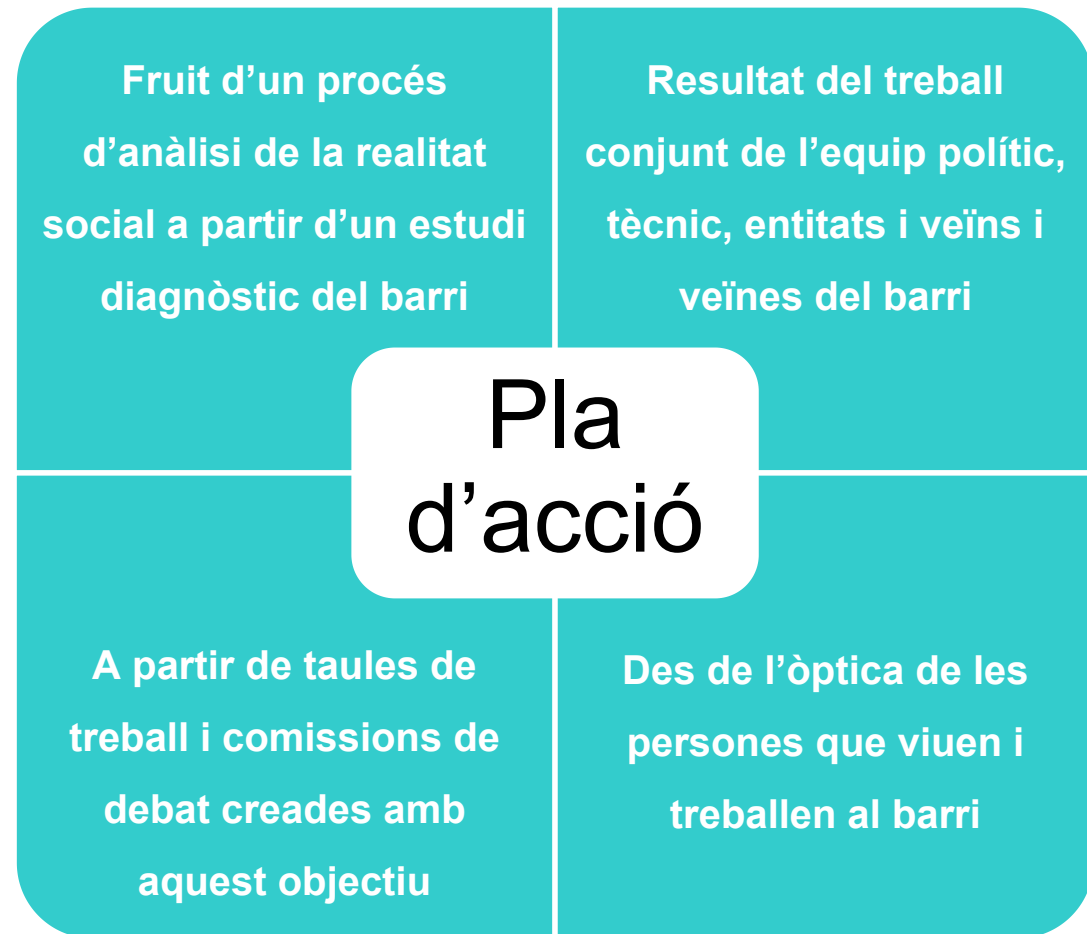 Fruit d’un procés
d’anàlisi de la realitat
social a partir d’un estudi
diagnòstic del barri
Resultat del treball
conjunt de l’equip polític,
tècnic, entitats i veïns i
veïnes del barri
Pla
d’acció
A partir de taules de
treball i comissions de
debat creades amb
aquest objectiu
Des de l’òptica de les
persones que viuen i
treballen al barri